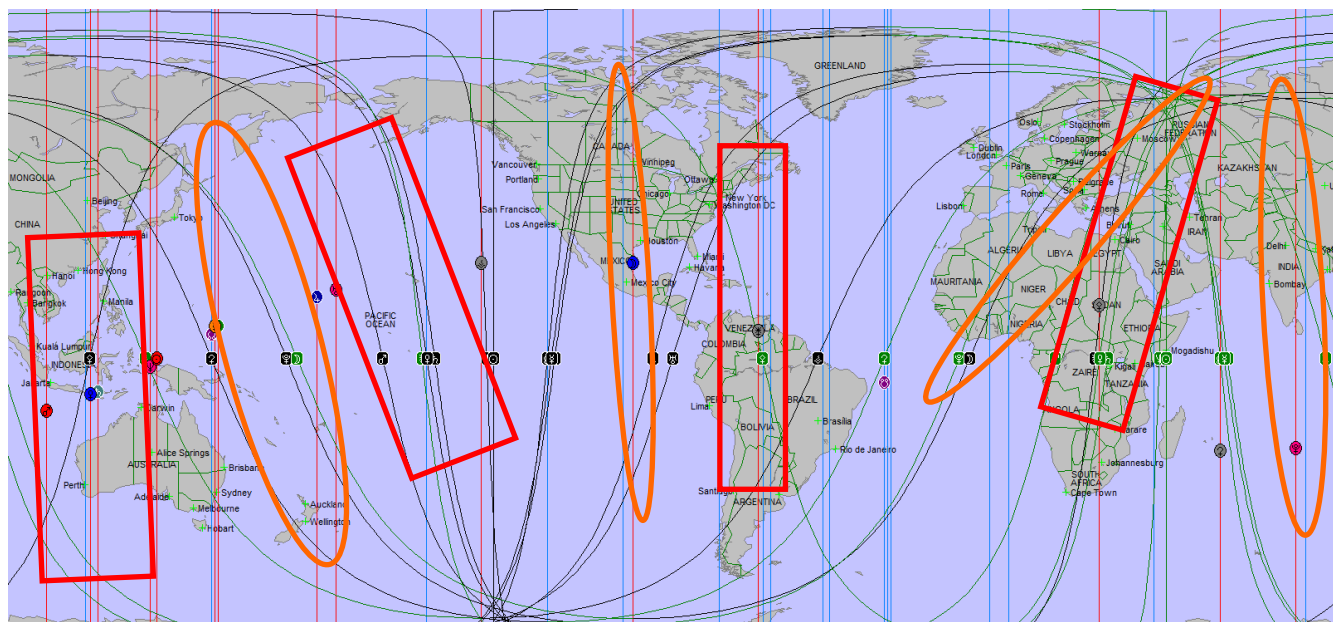 GREENLAND
Oslo
Stockholm
RUSSIAN
FEDERATION
Copenhagen
Moscow
Dublin
London
Warsaw
Prague
CANADA
Winnipeg
Vancouver
Portland
Ottawa
Paris
Geneva
KAZAKHSTAN
MONGOLIA
Chicago
Belgrade
Sofia
Rome
Beijing
New York
UNITED
STATES
Washington DC
San Francisco
Los Angeles
Lisbon
Athens
Tokyo
CHINA
Shanghai
Tehran
Beirut
IRAN
Tripoli
Cairo
Houston
Delhi
ALGERIA
LIBYA
EGYPT
Miami
Havana
MEXICO
Mexico City
Hanoi
Hong Kong
SAUDI
ARABIA
INDIA
Bombay
MAURITANIA
NIGER
CHAD
SUDAN
Rangoon
Bangkok
Manila
PACIFIC
OCEAN
NIGERIA
ETHIOPIA
VENEZUELA
COLOMBIA
Kuala Lumpur
INDONESIA
Mogadishu
ZAIRE
Kigali
TANZANIA
Jakarta
PERU
BRAZIL
Lima
Darwin
ANGOLA
Brasilia
BOLIVIA
Harare
Alice Springs
AUSTRALIA
Rio de Janeiro
Johannesburg
Brisbane
Perth
SOUTH
AFRICA
Cape Town
Adelaide
Sydney
Santiago
ARGENTINA
Melbourne
Auckland
Wellington
Hobart